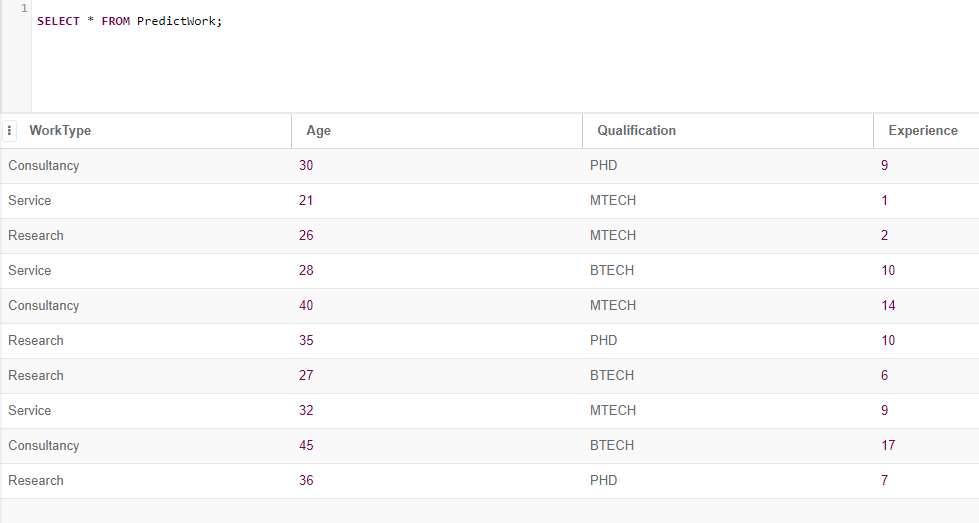 1
SELECT * FROM PredictWork;
WorkType Age Qualification Experience
Consultancy 30 PHD 9
Service 21 MTECH 1
Research 26 MTECH 2
Service 28 BTECH 10
Consultancy 40 MTECH 14
Research 35 PHD 10
Research 27 BTECH 6
Service 32 MTECH 9
Consultancy 45 BTECH 17
Research 36 PHD 7